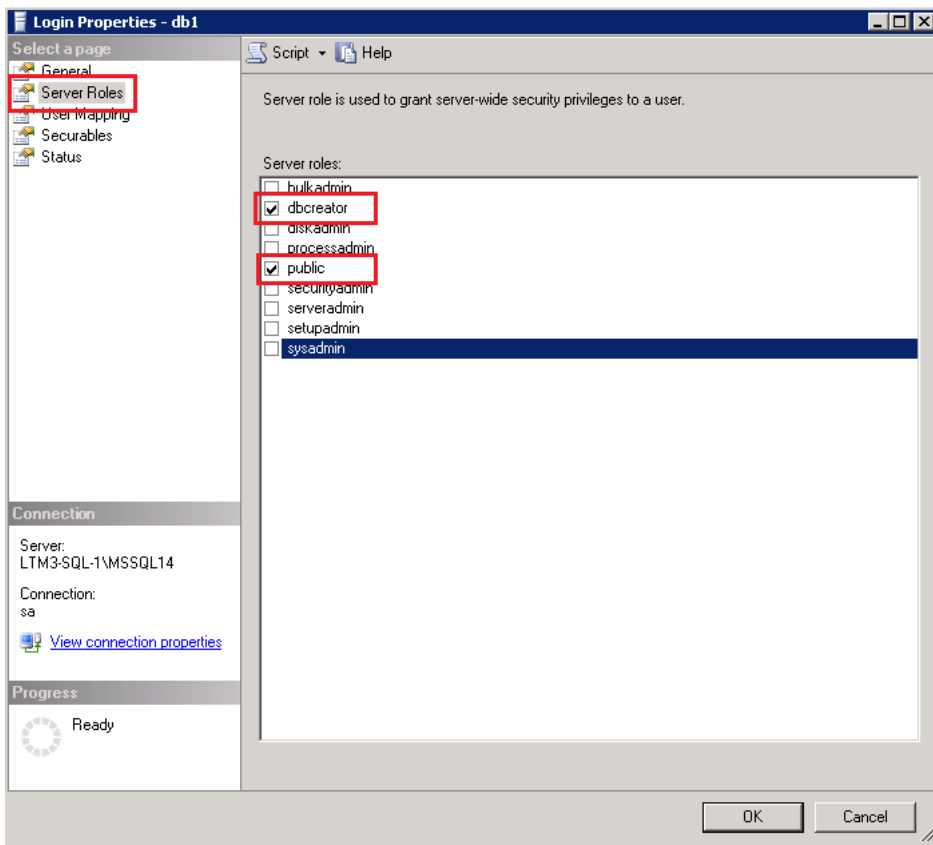 Login Properties - db1
Select a page
General
Server Roles
User Mapping
Securables
Status
Script
Help
Server role is used to grant server-wide security privileges to a user.
Server roles:
bulkadmin
dbcreator
diskadmin
processadmin
public
securityadmin
serveradmin
setupadmin
sysadmin
Connection
Server:
LTM3-SQL-1\MSSQL14
Connection:
sa
View connection properties
Progress
Ready
OK
Cancel